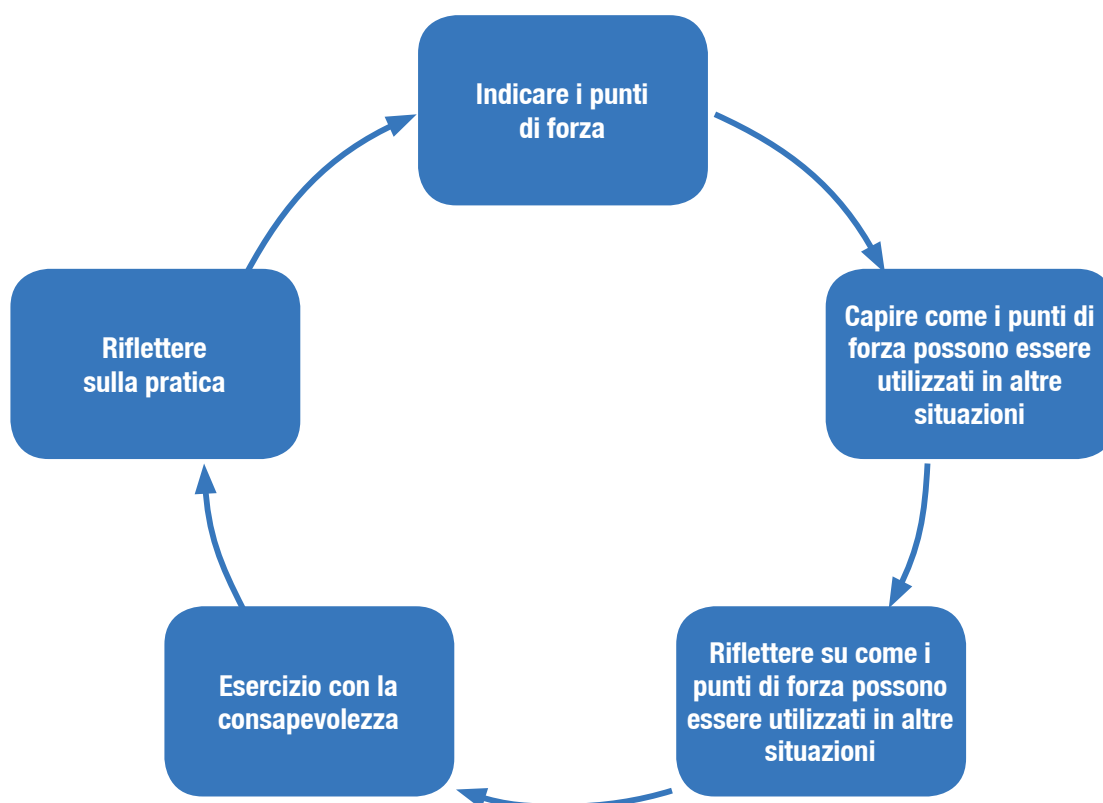 Indicare i punti
di forza
Capire come i punti di
forza possono essere
utilizzati in altre
situazioni
Riflettere su come i
punti di forza possono
essere utilizzati in altre
situazioni
Esercizio con la
consapevolezza
Riflettere
sulla pratica